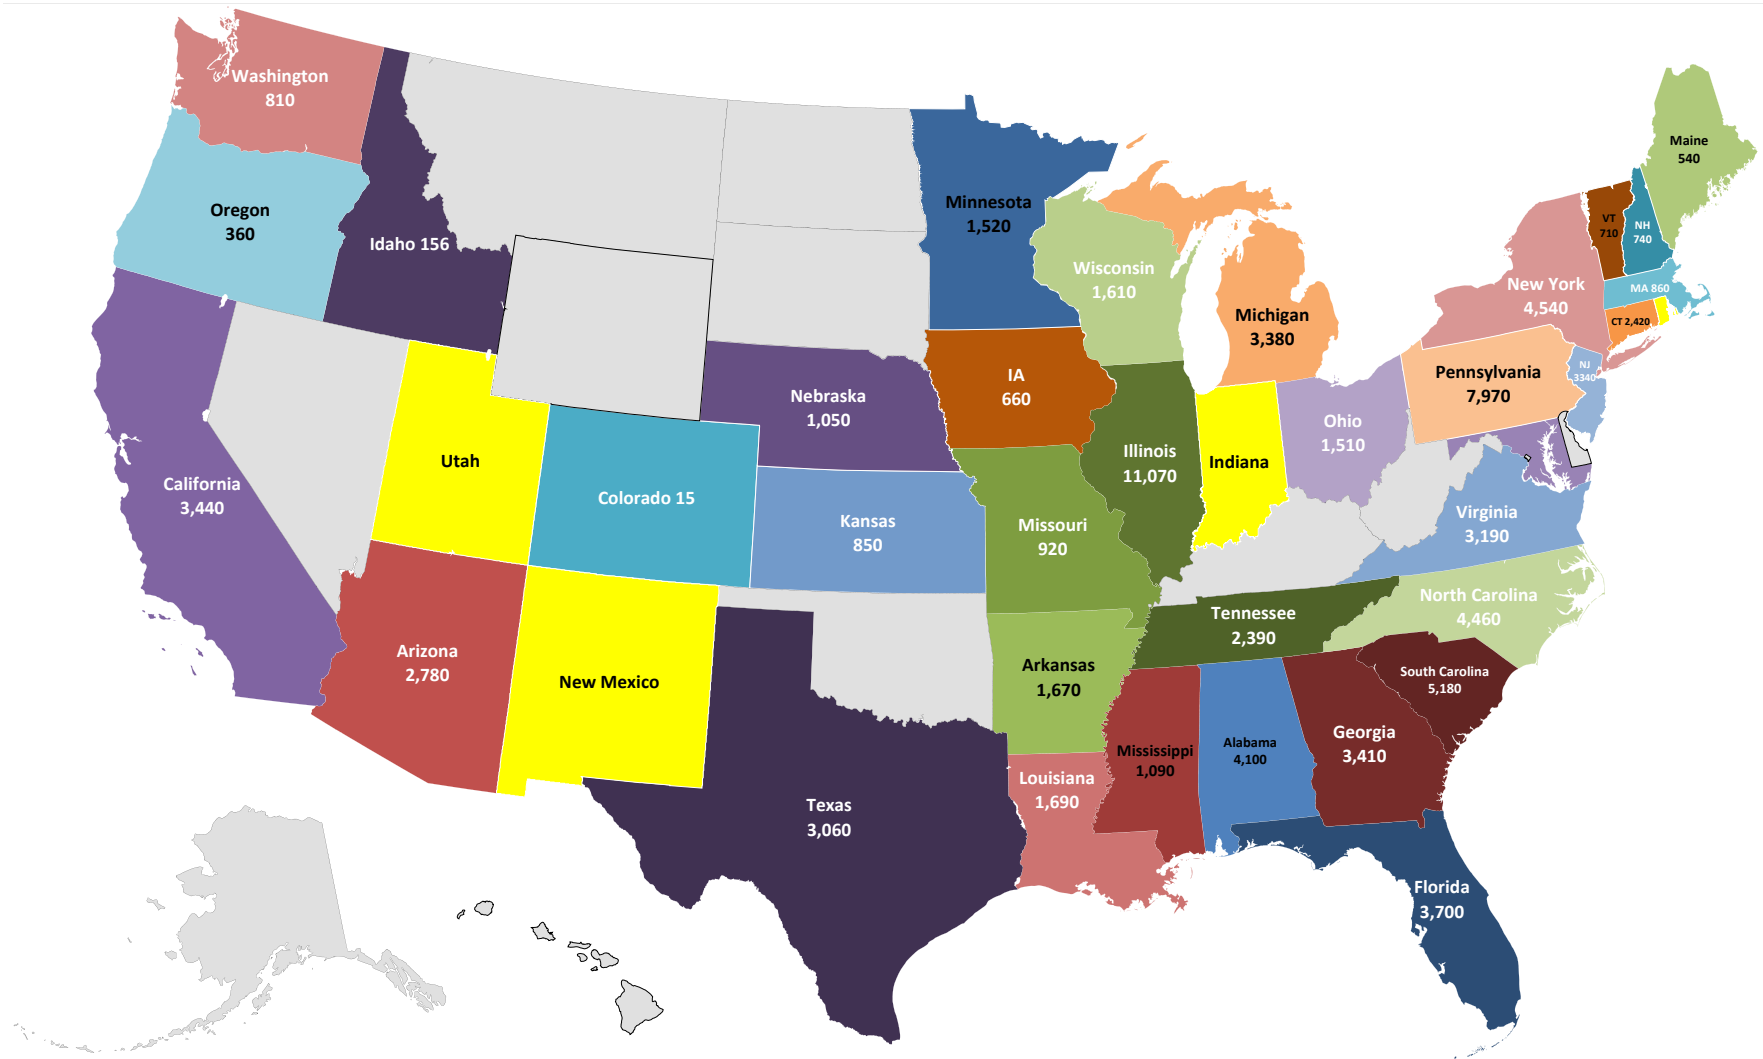 Washington
810
Maine
540
Oregon
360
Idaho 156
Minnesota
1,520
VT
710
NH
740
Wisconsin
1,610
New York
4,540
MA 860
Michigan
3,380
CT 2,420
Pennsylvania
7,970
NJ
3340
IA
660
Nebraska
1,050
Ohio
1,510
Illinois
11,070
Indiana
Utah
California
3,440
Colorado 15
Kansas
850
Missouri
920
Virginia
3,190
North Carolina
4,460
Tennessee
2,390
Arizona
2,780
New Mexico
Arkansas
1,670
South Carolina
5,180
Georgia
3,410
Alabama
4,100
Mississippi
1,090
Louisiana
1,690
Texas
3,060
Florida
3,700